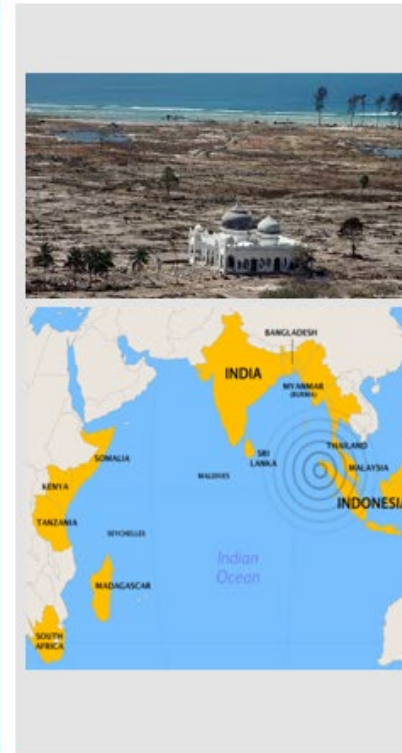 BANGLADESH
INDIA
MYANMAR
(BURMA)
THAILAND
SRI
LANKA
SOMALIA
MALDIVES
MALAYSIA
KENYA
INDONESIA
TANZANIA
SEYCHELLES
Indian
Ocean
MADAGASCAR
SOUTH
AFRICA